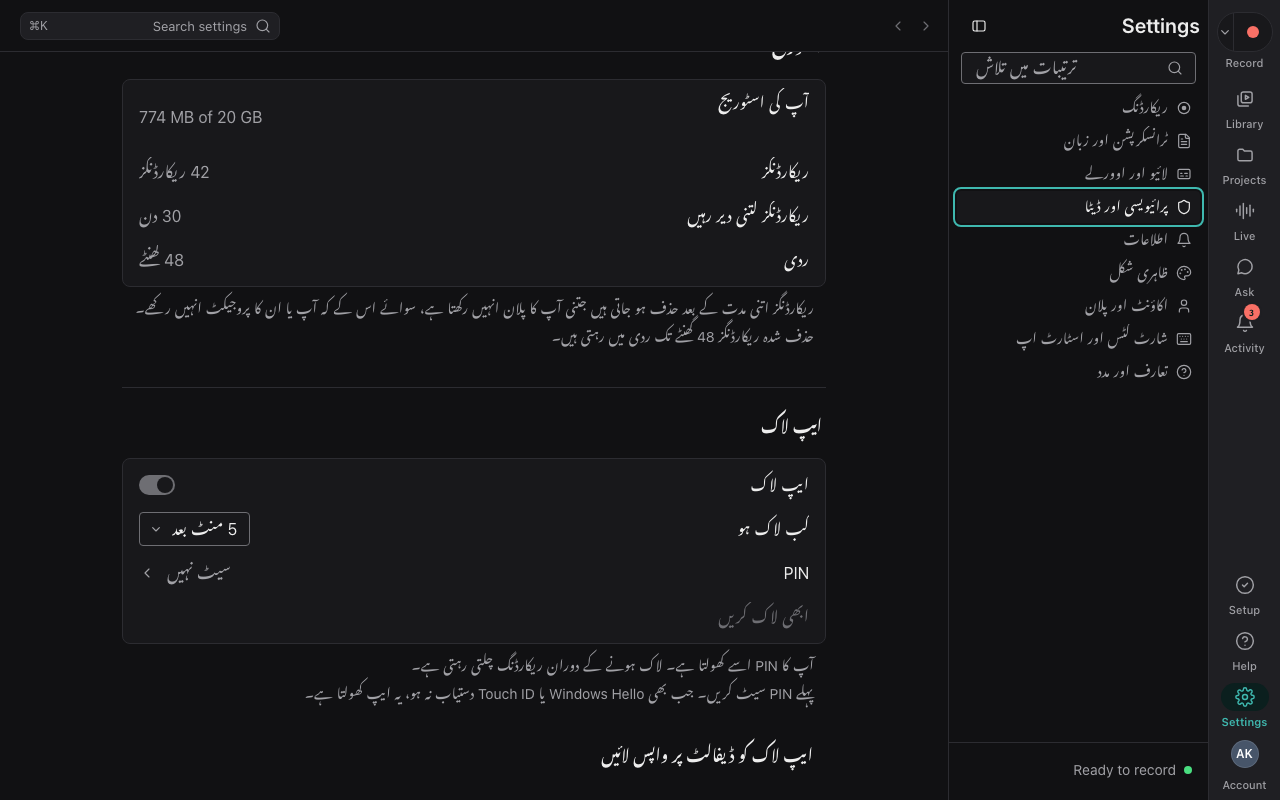 Record
Library
Projects
Live
Ask
3
Activity
Setup
Help
Settings
AK
Account
Settings
ترتیبات میں تلاش
ریکارڈنگ
ٹرانسکرپشن اور زبان
لائیو اور اوورلے
پرائیویسی اور ڈیٹا
اطلاعات
ظاہری شکل
اکاؤنٹ اور پلان
شارٹ کٹس اور اسٹارٹ اپ
تعارف اور مدد
Ready to record
Search settings
⌘K
آپ کی اسٹوریج
774 MB of 20 GB
ریکارڈنگز
42 ریکارڈنگز
ریکارڈنگز کتنی دیر رہیں
30 دن
ردی
48 گھنٹے
ریکارڈنگز اتنی مدت کے بعد حذف ہو جاتی ہیں جتنی آپ کا پلان انہیں رکھتا ہے، سوائے اس کے کہ آپ یا ان کا پروجیکٹ انہیں رکھے۔
حذف شدہ ریکارڈنگز 48 گھنٹے تک ردی میں رہتی ہیں۔
ایپ لاک
ایپ لاک
کب لاک ہو
5 منٹ بعد
PIN
سیٹ نہیں
ابھی لاک کریں
آپ کا PIN اسے کھولتا ہے۔ لاک ہونے کے دوران ریکارڈنگ چلتی رہتی ہے۔
پہلے PIN سیٹ کریں۔ جب بھی Windows Hello یا Touch ID دستیاب نہ ہو، یہ ایپ کھولتا ہے۔
ایپ لاک کو ڈیفالٹ پر واپس لائیں